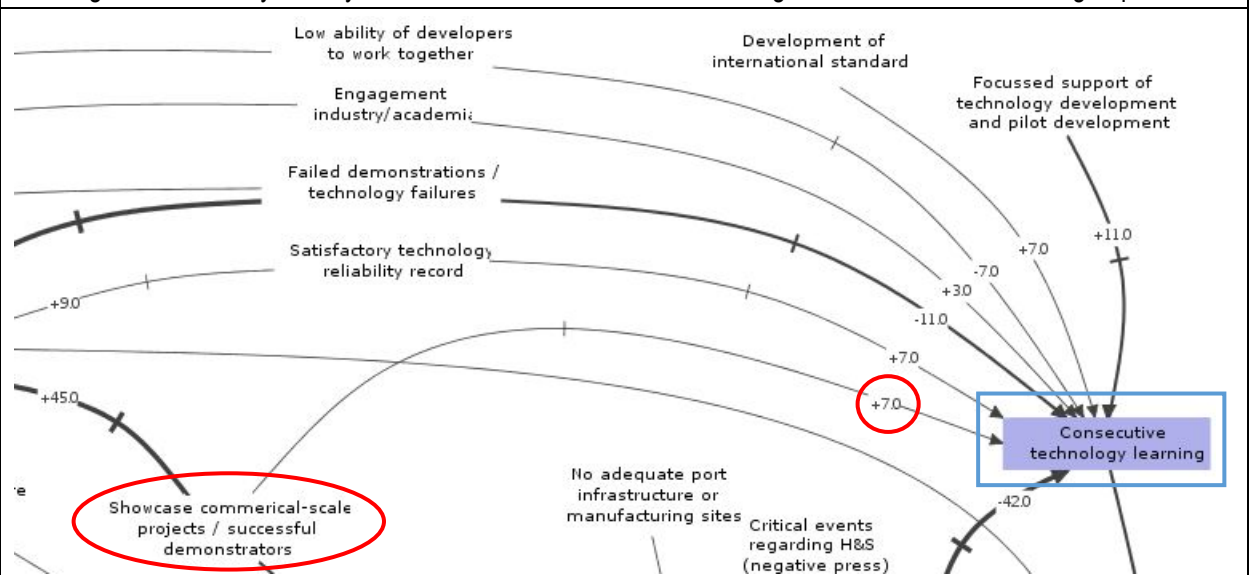 Low ability of developers
to work together
Development of
international standard
Focussed support of
technology development
and pilot development
Engagement
industry/academia
Failed demonstrations /
technology failures
Satisfactory technology
reliability record
+11.0
+7.0
-7.0
+3.0
-11.0
+9.0
+7.0
+45.0
+7.0
Consecutive
technology learning
No adequate port
infrastructure or
manufacturing sites
-42.0
re
Showcase commerical-scale
projects / successful
demonstrators
Critical events
regarding H&S
(negative press)